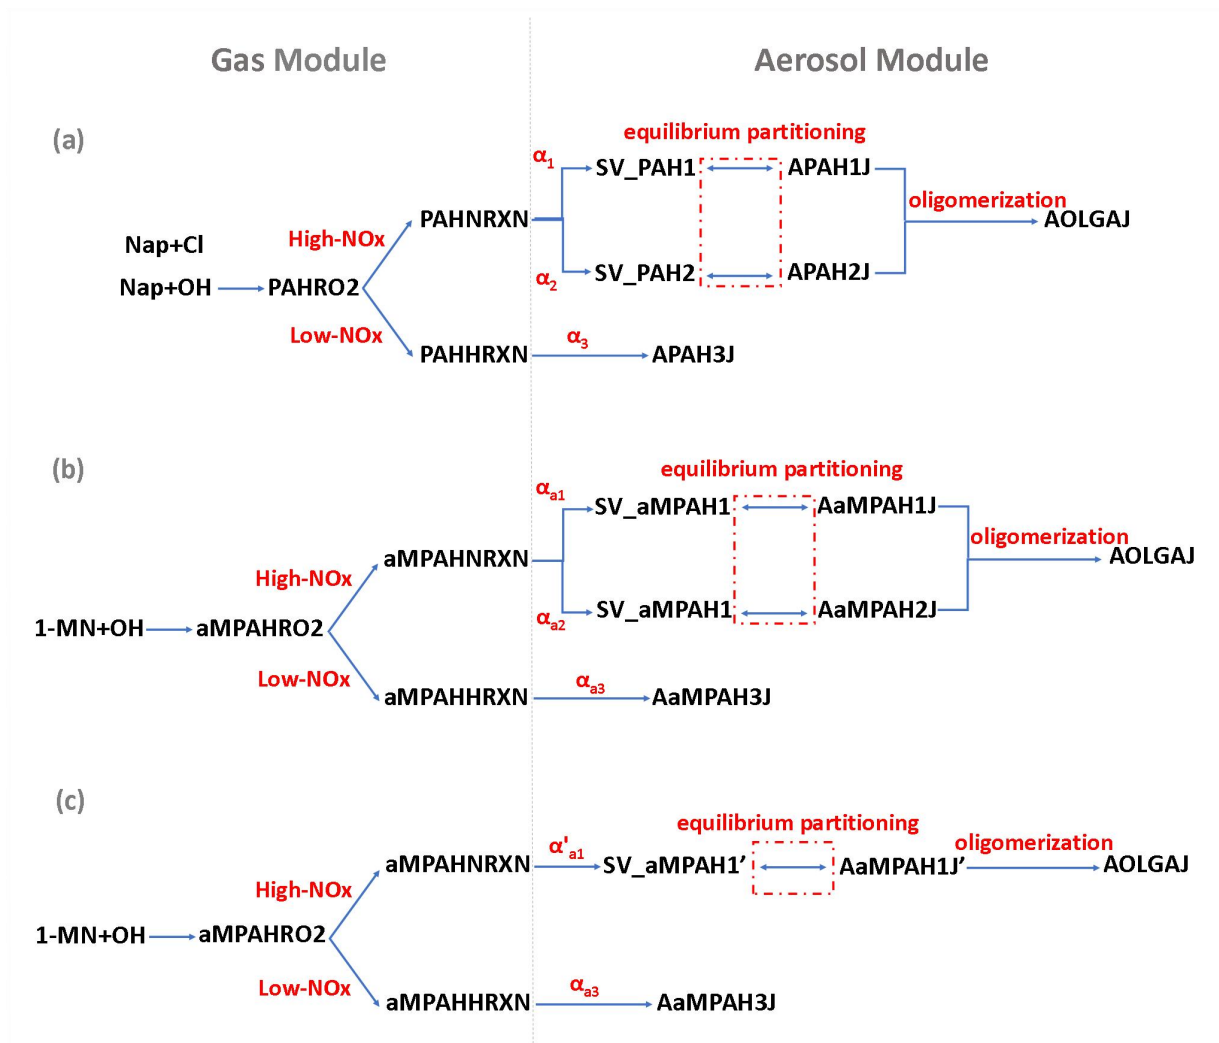 Gas Module
Aerosol Module
(a)
equilibrium partitioning
α1
SV_PAH1
APAH1J
oligomerization
PAHNRXN
AOLGAJ
High-NOx
Nap+Cl
α2
SV_PAH2
APAH2J
Nap+OH
PAHRO2
Low-NOx
α3
PAHHRXN
APAH3J
(b)
equilibrium partitioning
αa1
SV_aMPAH1
AaMPAH1J
oligomerization
aMPAHNRXN
AOLGAJ
High-NOx
αa2
SV_aMPAH1
AaMPAH2J
1-MN+OH
aMPAHRO2
Low-NOx
αa3
aMPAHHRXN
AaMPAH3J
(c)
equilibrium partitioning
α'a1
oligomerization
aMPAHNRXN
SV_aMPAH1’
AaMPAH1J’
AOLGAJ
High-NOx
1-MN+OH
aMPAHRO2
Low-NOx
αa3
aMPAHHRXN
AaMPAH3J